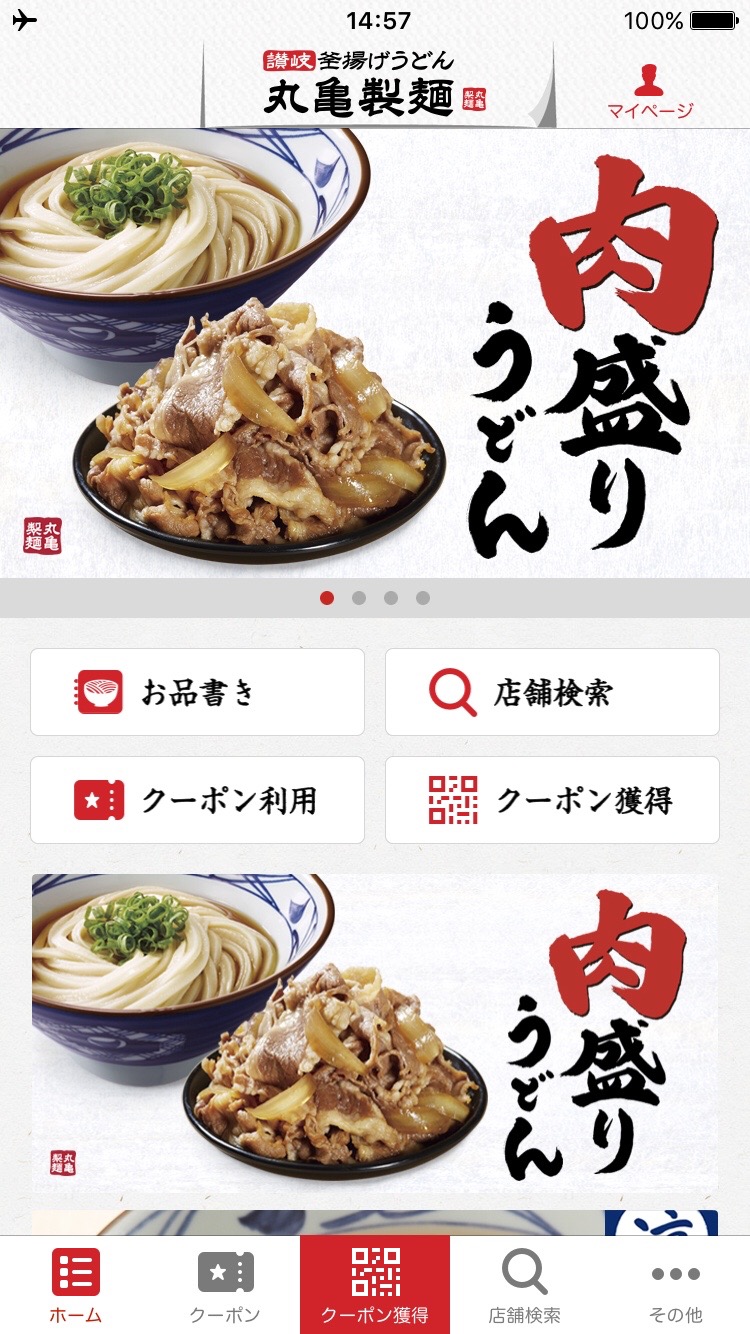 14:57
100%
讃岐釜揚げうどん
丸亀製麺
丸亀
製麺
マイページ
肉盛り
うどん
丸亀
製麺
お品書き
店舗検索
クーポン利用
クーポン獲得
肉盛り
うどん
丸亀
製麺
ホーム
クーポン
クーポン獲得
店舗検索
その他